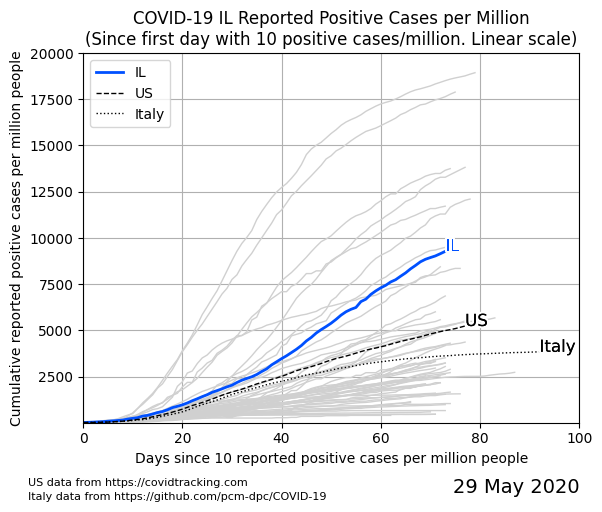 COVID-19 IL Reported Positive Cases per Million
(Since first day with 10 positive cases/million. Linear scale)
Cumulative reported positive cases per million people
20000
17500
15000
12500
10000
7500
5000
2500
IL
US
Italy
IL
US
Italy
0
20
40
60
80
100
Days since 10 reported positive cases per million people
US data from https://covidtracking.com
Italy data from https://github.com/pcm-dpc/COVID-19
29 May 2020